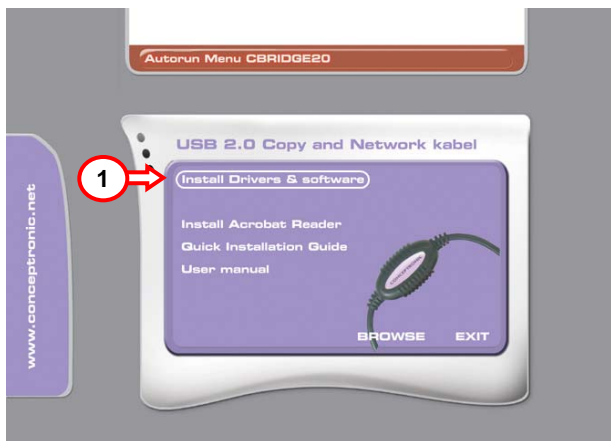 Autorun Menu CBRIDGE20
www.conceptronic.net
USB 2.0 Copy and Network kabel
1
Install Drivers & software
Install Acrobat Reader
Quick Installation Guide
User manual
CONCEPTRONIC
BROWSE EXIT